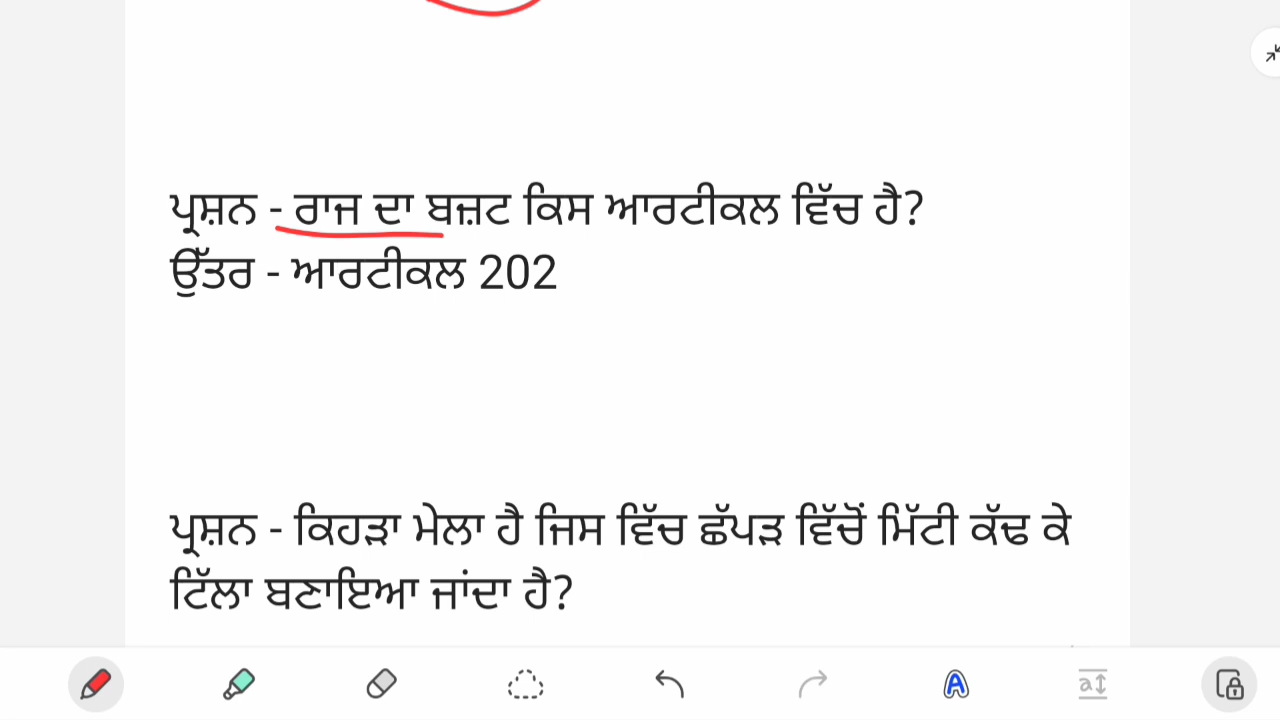 ਪ੍ਰਸ਼ਨ - ਰਾਜ ਦਾ ਬਜ਼ਟ ਕਿਸ ਆਰਟੀਕਲ ਵਿੱਚ ਹੈ?
ਉੱਤਰ - ਆਰਟੀਕਲ 202
ਪ੍ਰਸ਼ਨ - ਕਿਹੜਾ ਮੇਲਾ ਹੈ ਜਿਸ ਵਿੱਚ ਛੱਪੜ ਵਿੱਚੋਂ ਮਿੱਟੀ ਕੱਢ ਕੇ
ਟਿੱਲਾ ਬਣਾਇਆ ਜਾਂਦਾ ਹੈ?
A
a